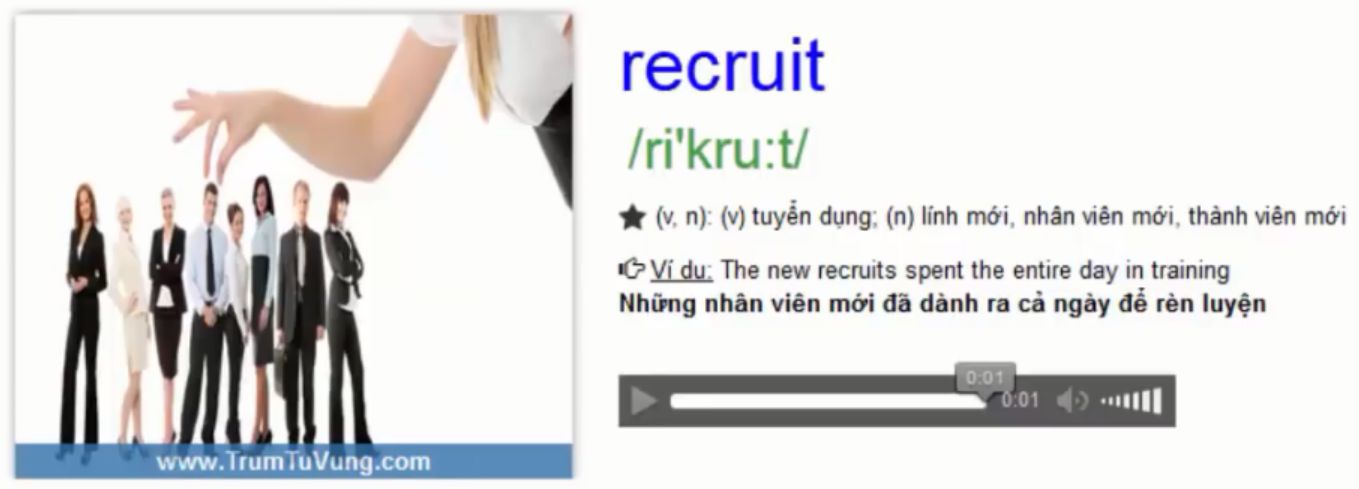 recruit
/ri'kru:t/
(v, n): (v) tuyển dụng; (n) lính mới, nhân viên mới, thành viên mới
Ví dụ: The new recruits spent the entire day in training
Những nhân viên mới đã dành ra cả ngày để rèn luyện
0:01
0:01
www.TrumTuVung.com